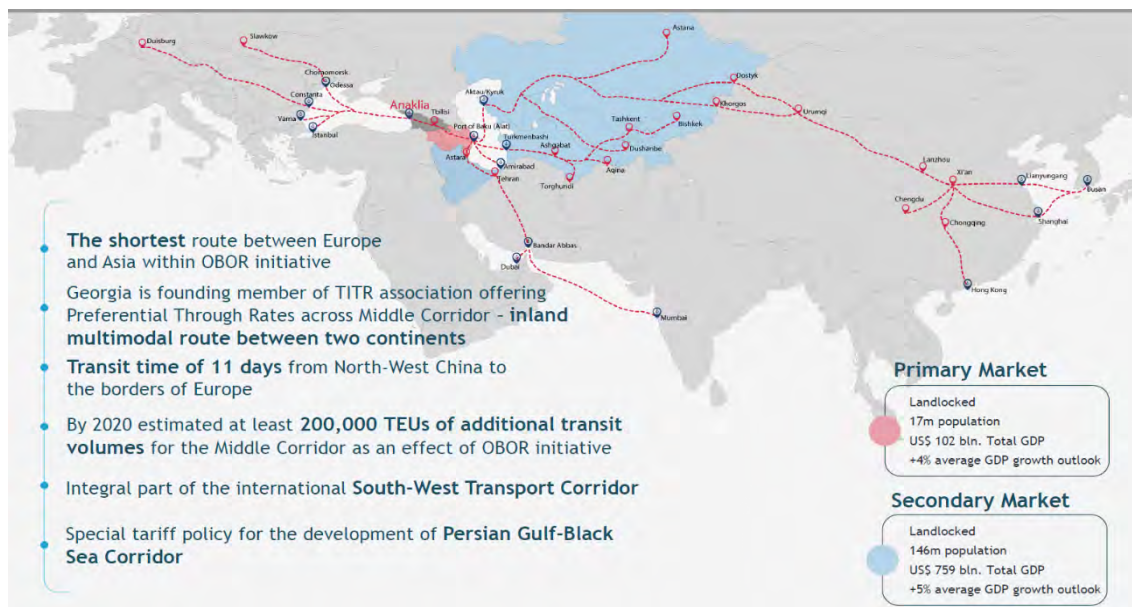 Duisburg
Slawkow
Astana
Chornomorsk
Odessa
Dostyk
Constanta
Anaklia
Aktau/Kyruk
Khorgos
Urumqi
Varna
Tbilisi
Istanbul
Port of Baku (Alat)
Tashkent
Bishkek
Turkmenbashi
Ashgabat
Dushanbe
Astara
Amirabad
Aqina
Lanzhou
Xi'an
Lianyungang
Tehran
Torghundi
Busan
Chengdu
Shanghai
Chongqing
Bandar Abbas
Dubai
Hong Kong
Mumbai
The shortest route between Europe
and Asia within OBOR initiative
Georgia is founding member of TITR association offering
Preferential Through Rates across Middle Corridor – inland
multimodal route between two continents
Transit time of 11 days from North-West China to
the borders of Europe
By 2020 estimated at least 200,000 TEUs of additional transit
volumes for the Middle Corridor as an effect of OBOR initiative
Integral part of the international South-West Transport Corridor
Special tariff policy for the development of Persian Gulf-Black
Sea Corridor
Primary Market
Landlocked
17m population
US$ 102 bln. Total GDP
+4% average GDP growth outlook
Secondary Market
Landlocked
146m population
US$ 759 bln. Total GDP
+5% average GDP growth outlook